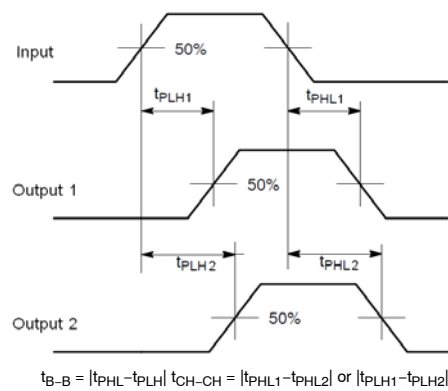 Input
50%
tPLH1
tPHL1
Output 1
50%
tPLH2
tPHL2
Output 2
50%
tB–B = |tPHL–tPLH| tCH–CH = |tPHL1–tPHL2| or |tPLH1–tPLH2|